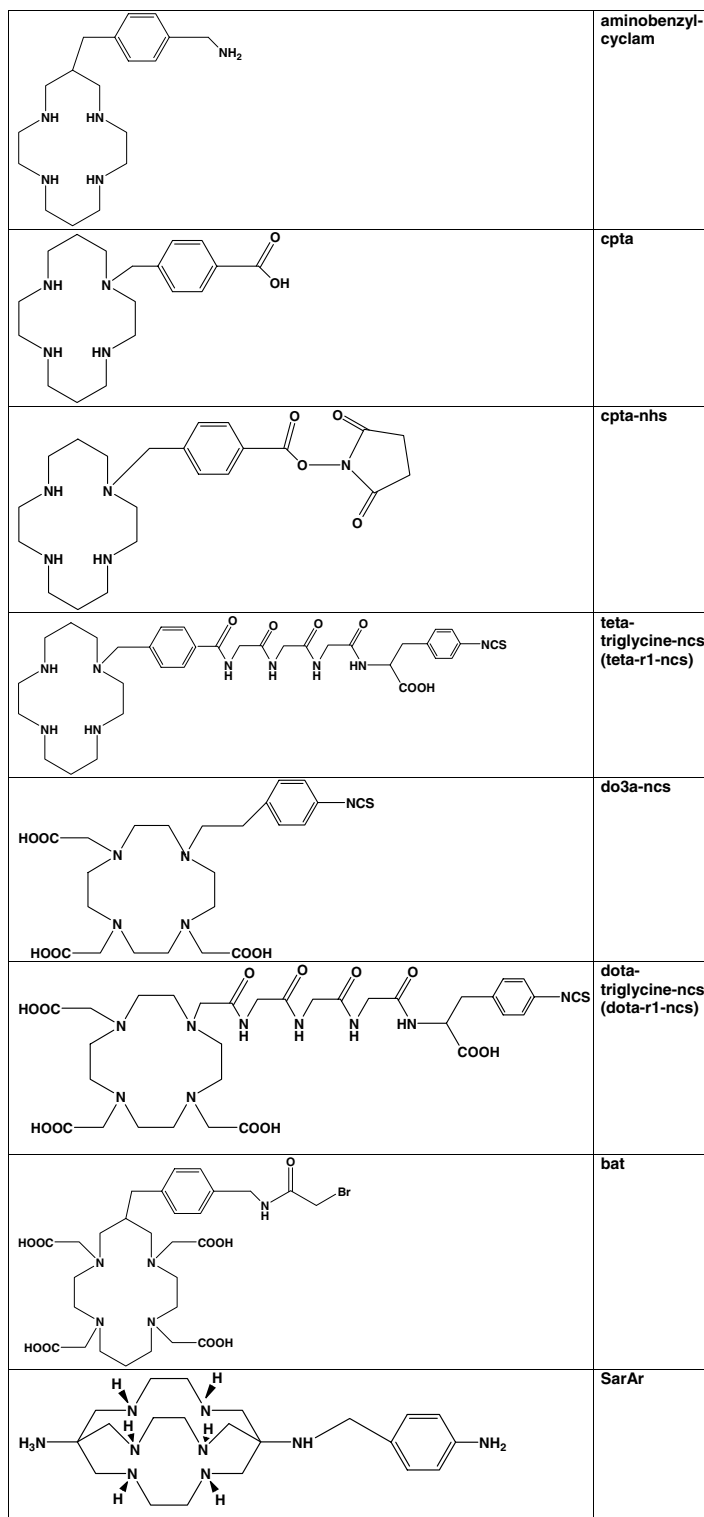 aminobenzyl-
cyclam
NH₂
NH HN
NH HN
cpta
O
OH
NH N
NH HN
cpta-nhs
O O
O N
O
NH N
NH HN
teta-
triglycine-ncs
(teta-r1-ncs)
O O O O
NCS
NH N
N H N H N H HN
COOH
NH HN
do3a-ncs
NCS
HOOC
N N
N N
HOOC COOH
dota-
triglycine-ncs
(dota-r1-ncs)
O O O O
NCS
HOOC
N N
N H N H N H HN
COOH
N N
HOOC COOH
bat
O
Br
N H
HOOC COOH
N N
N N
HOOC COOH
SarAr
H H
N N
H H
H₃N N N NH NH₂
N N
H H